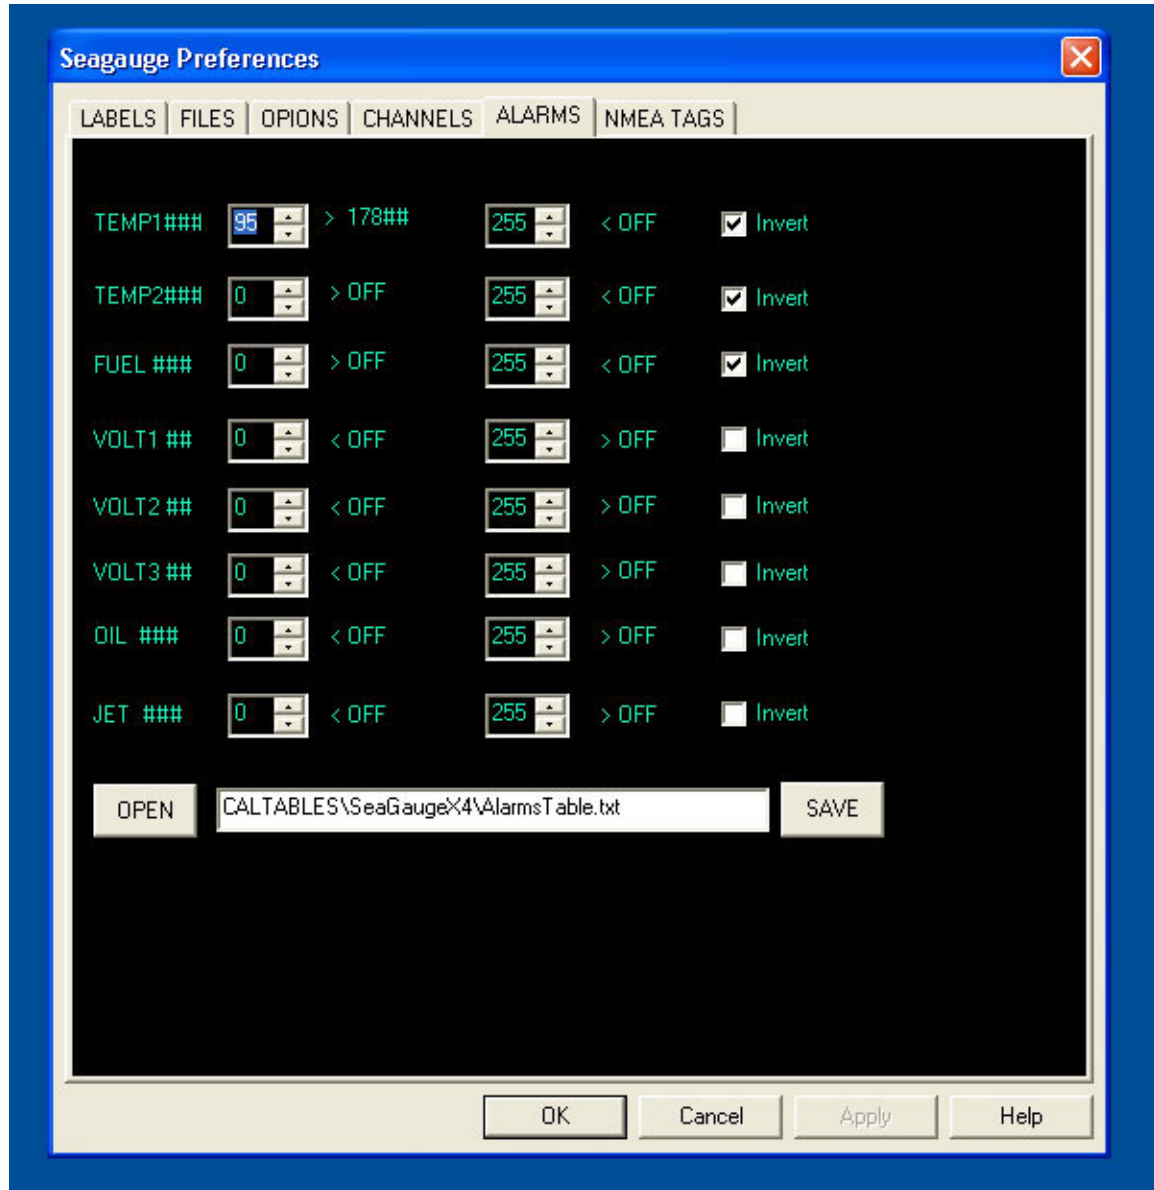 Seagauge Preferences
LABELS FILES OPIONS CHANNELS ALARMS NMEA TAGS
TEMP1### 95 > 178## 255 < OFF Invert
TEMP2### 0 > OFF 255 < OFF Invert
FUEL ### 0 > OFF 255 < OFF Invert
VOLT1 ## 0 < OFF 255 > OFF Invert
VOLT2 ## 0 < OFF 255 > OFF Invert
VOLT3 ## 0 < OFF 255 > OFF Invert
OIL ### 0 < OFF 255 > OFF Invert
JET ### 0 < OFF 255 > OFF Invert
OPEN CALTABLES\SeaGaugeX4\AlarmsTable.txt SAVE
OK Cancel Apply Help